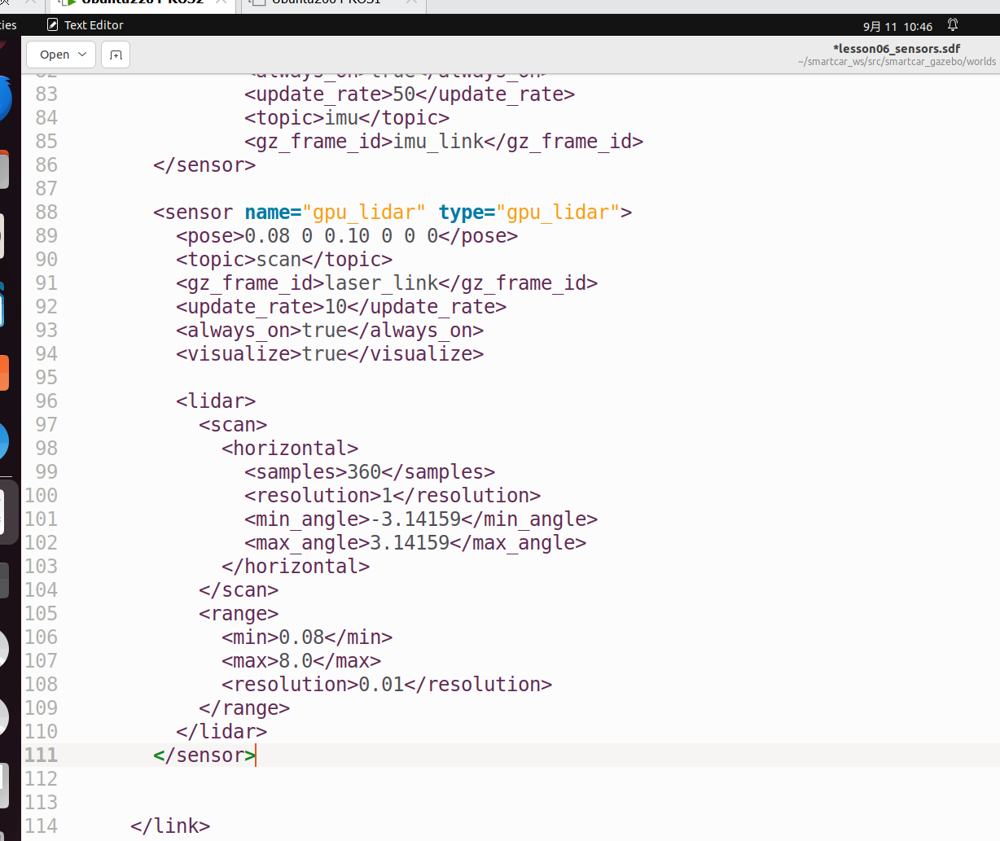 Ubuntu22.04-ROS2
Ubuntu2004-ROS1
ties
Text Editor
9月 11 10:46
Open
*lesson06_sensors.sdf
~/smartcar_ws/src/smartcar_gazebo/worlds
82 <always_on>true</always_on>
83 <update_rate>50</update_rate>
84 <topic>imu</topic>
85 <gz_frame_id>imu_link</gz_frame_id>
86 </sensor>
87
88 <sensor name="gpu_lidar" type="gpu_lidar">
89 <pose>0.08 0 0.10 0 0 0</pose>
90 <topic>scan</topic>
91 <gz_frame_id>laser_link</gz_frame_id>
92 <update_rate>10</update_rate>
93 <always_on>true</always_on>
94 <visualize>true</visualize>
95
96 <lidar>
97 <scan>
98 <horizontal>
99 <samples>360</samples>
100 <resolution>1</resolution>
101 <min_angle>-3.14159</min_angle>
102 <max_angle>3.14159</max_angle>
103 </horizontal>
104 </scan>
105 <range>
106 <min>0.08</min>
107 <max>8.0</max>
108 <resolution>0.01</resolution>
109 </range>
110 </lidar>
111 </sensor>
112
113
114 </link>